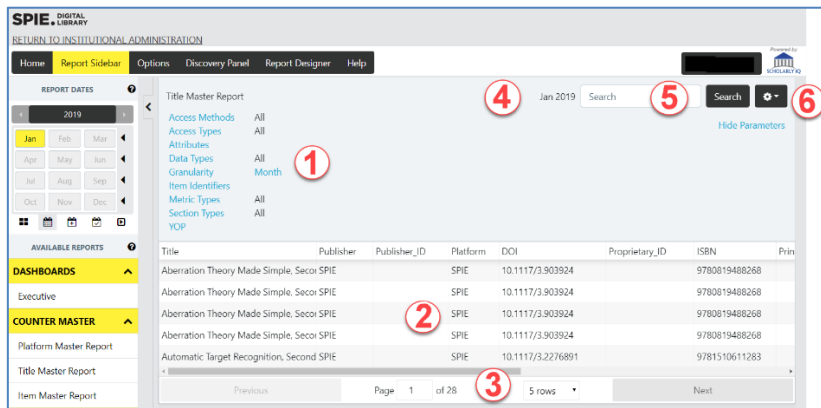 SPIE. DIGITAL LIBRARY
RETURN TO INSTITUTIONAL ADMINISTRATION
Home Report Sidebar Options Discovery Panel Report Designer Help
Powered by
SCHOLARLY IQ
REPORT DATES
2019
Jan Feb Mar
Apr May Jun
Jul Aug Sep
Oct Nov Dec
AVAILABLE REPORTS
DASHBOARDS
Executive
COUNTER MASTER
Platform Master Report
Title Master Report
Item Master Report
Title Master Report
4 Jan 2019 Search 5 Search 6
Hide Parameters
Access Methods All
Access Types All
Attributes
Data Types All
1
Granularity Month
Item Identifiers
Metric Types All
Section Types All
YOP
Title Publisher Publisher_ID Platform DOI Proprietary_ID ISBN Prin
Aberration Theory Made Simple, Secor SPIE SPIE 10.1117/3.903924 9780819488268
Aberration Theory Made Simple, Secor SPIE SPIE 10.1117/3.903924 9780819488268
Aberration Theory Made Simple, Secor SPIE 2 SPIE 10.1117/3.903924 9780819488268
Aberration Theory Made Simple, Secor SPIE SPIE 10.1117/3.903924 9780819488268
Automatic Target Recognition, Second SPIE SPIE 10.1117/3.2276891 9781510611283
Previous Page 1 of 28 3 5 rows Next